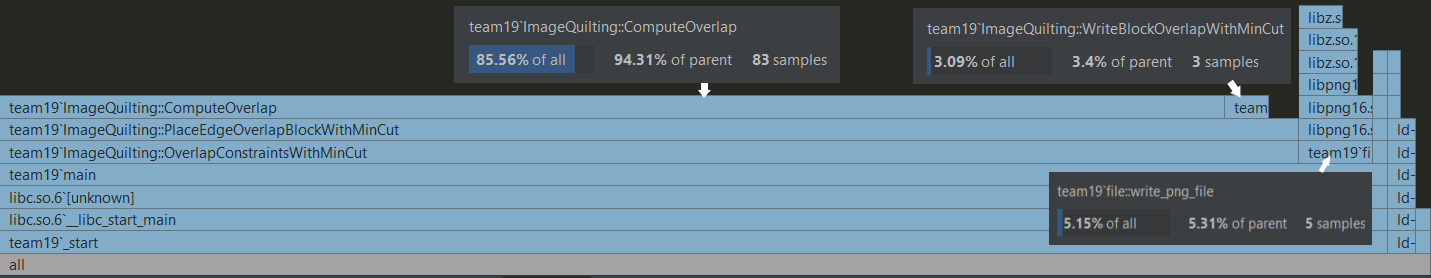 team19`ImageQuilting::ComputeOverlap
85.56% of all 94.31% of parent 83 samples
team19`ImageQuilting::WriteBlockOverlapWithMinCut
3.09% of all 3.4% of parent 3 samples
libz.s
libz.so.1
libz.so.1
libpng1
team19`ImageQuilting::ComputeOverlap team libpng16.s
team19`ImageQuilting::PlaceEdgeOverlapBlockWithMinCut libpng16.s ld-
team19`ImageQuilting::OverlapConstraintsWithMinCut team19`fi ld-
team19`main ld-
team19`file::write_png_file
5.15% of all 5.31% of parent 5 samples
libc.so.6`[unknown] ld-
libc.so.6`__libc_start_main ld-
team19`_start ld-
all